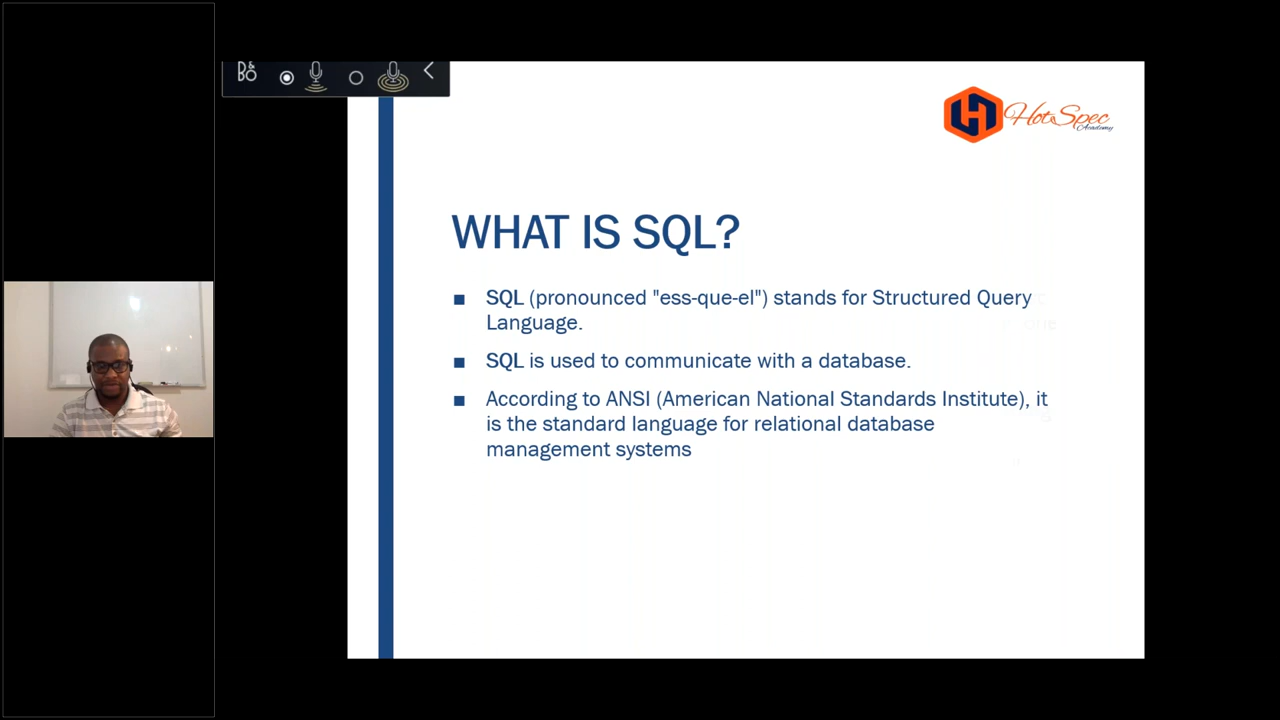 B&O
HotSpec
Academy
WHAT IS SQL?
■ SQL (pronounced "ess-que-el") stands for Structured Query
Language.
■ SQL is used to communicate with a database.
■ According to ANSI (American National Standards Institute), it
is the standard language for relational database
management systems